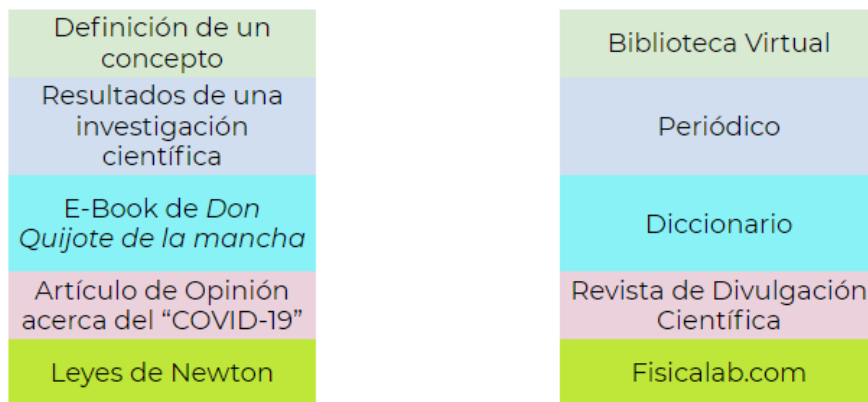 Definición de un
concepto
Resultados de una
investigación
científica
E-Book de Don
Quijote de la mancha
Artículo de Opinión
acerca del “COVID-19”
Leyes de Newton
Biblioteca Virtual
Periódico
Diccionario
Revista de Divulgación
Científica
Fisicalab.com